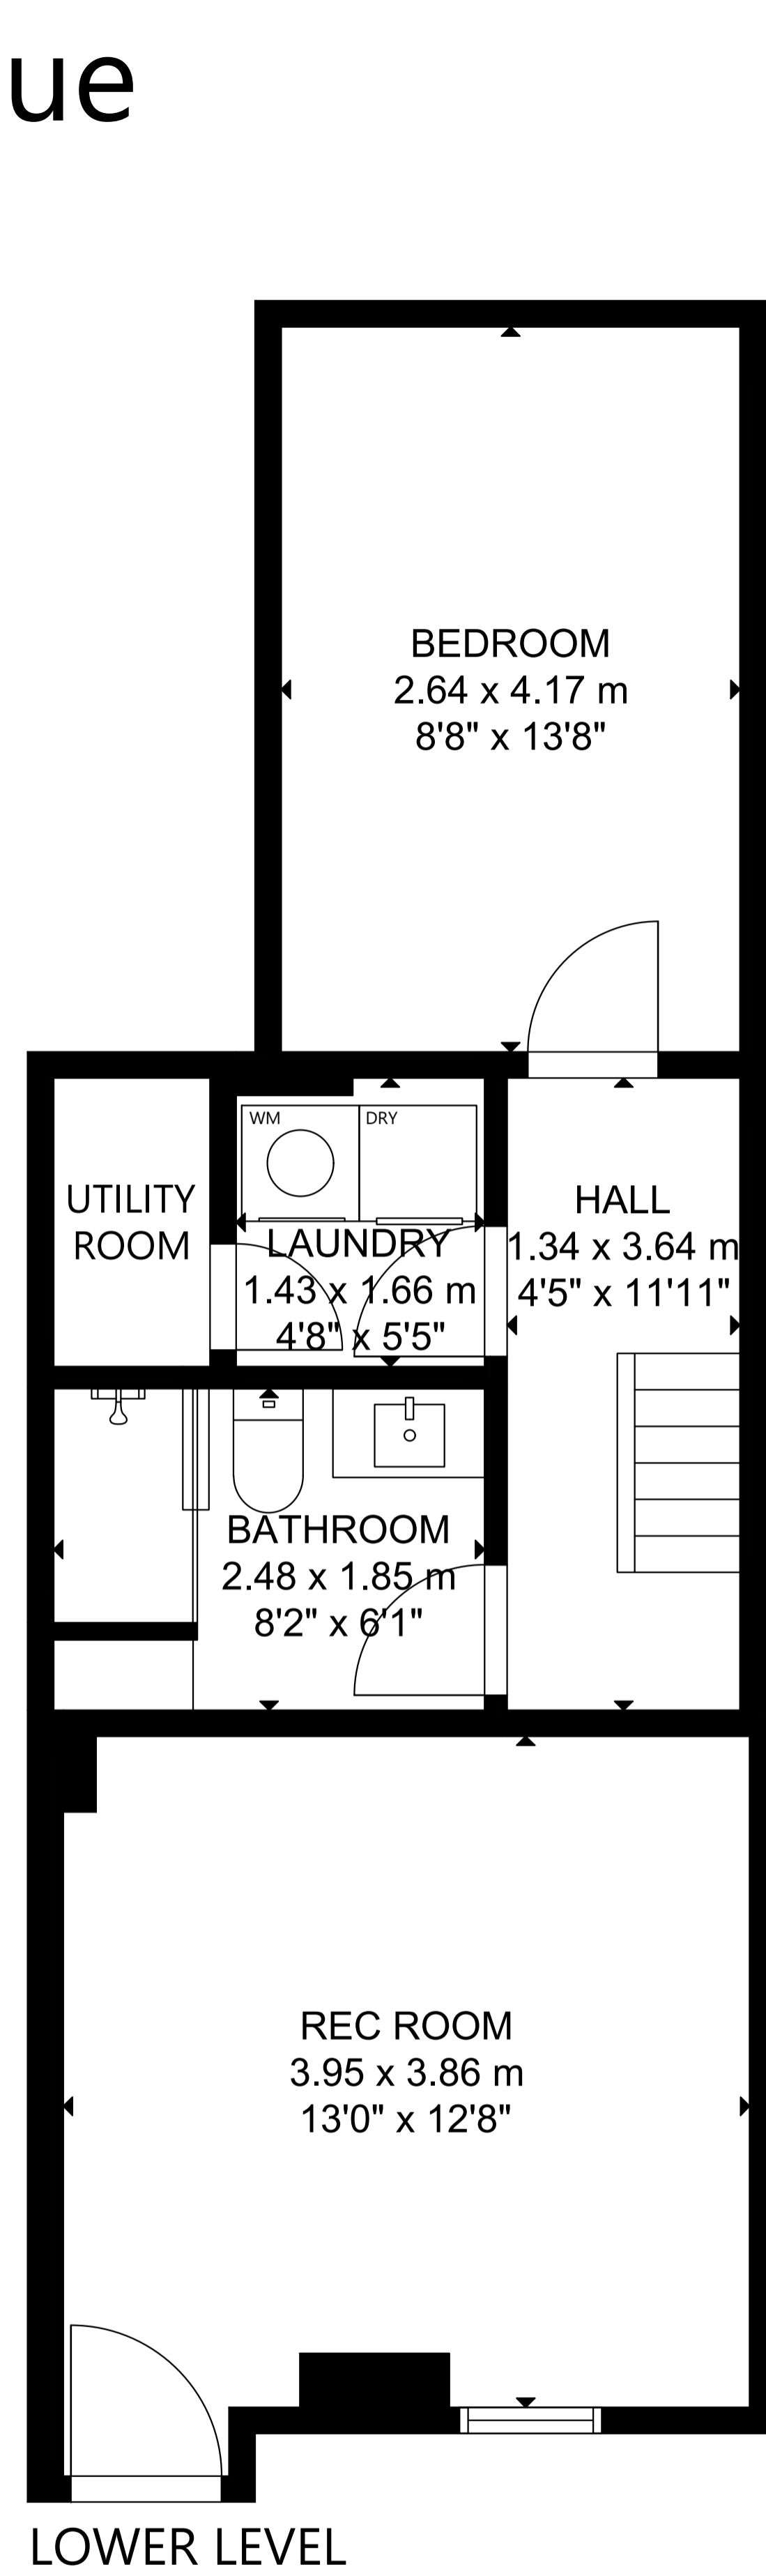 ue
BEDROOM
2.64 x 4.17 m
8'8" x 13'8"
WM
DRY
UTILITY
ROOM
LAUNDRY
1.43 x 1.66 m
4'8" x 5'5"
HALL
1.34 x 3.64 m
4'5" x 11'11"
BATHROOM
2.48 x 1.85 m
8'2" x 6'1"
REC ROOM
3.95 x 3.86 m
13'0" x 12'8"
LOWER LEVEL